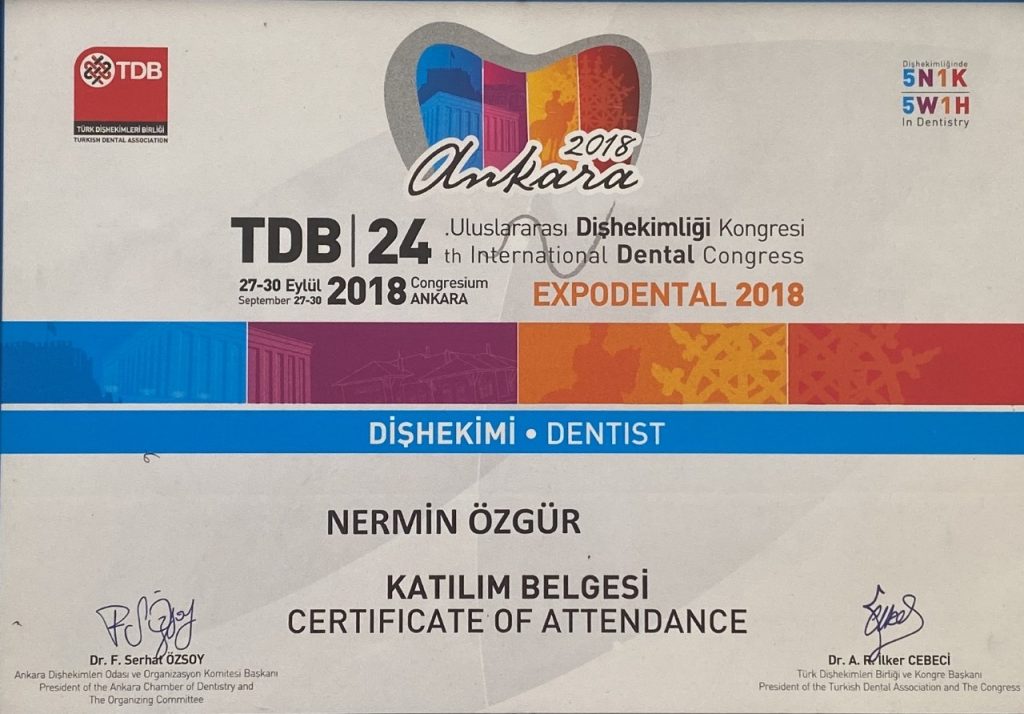 TDB
TÜRK DİŞHEKİMLERİ BİRLİĞİ
TURKISH DENTAL ASSOCIATION
2018
Ankara
Dişhekimliğinde
5N1K
5W1H
In Dentistry
TDB | 24 .Uluslararası Dişhekimliği Kongresi
th International Dental Congress
27-30 Eylül
September 27-30
2018
Congresium
ANKARA
EXPODENTAL 2018
DİŞHEKİMİ • DENTIST
NERMİN ÖZGÜR
KATILIM BELGESİ
CERTIFICATE OF ATTENDANCE
Dr. F. Serhat ÖZSOY
Ankara Dişhekimleri Odası ve Organizasyon Komitesi Başkanı
President of the Ankara Chamber of Dentistry and
The Organizing Committee
Dr. A. R. İlker CEBECİ
Türk Dişhekimleri Birliği ve Kongre Başkanı
President of the Turkish Dental Association and The Congress